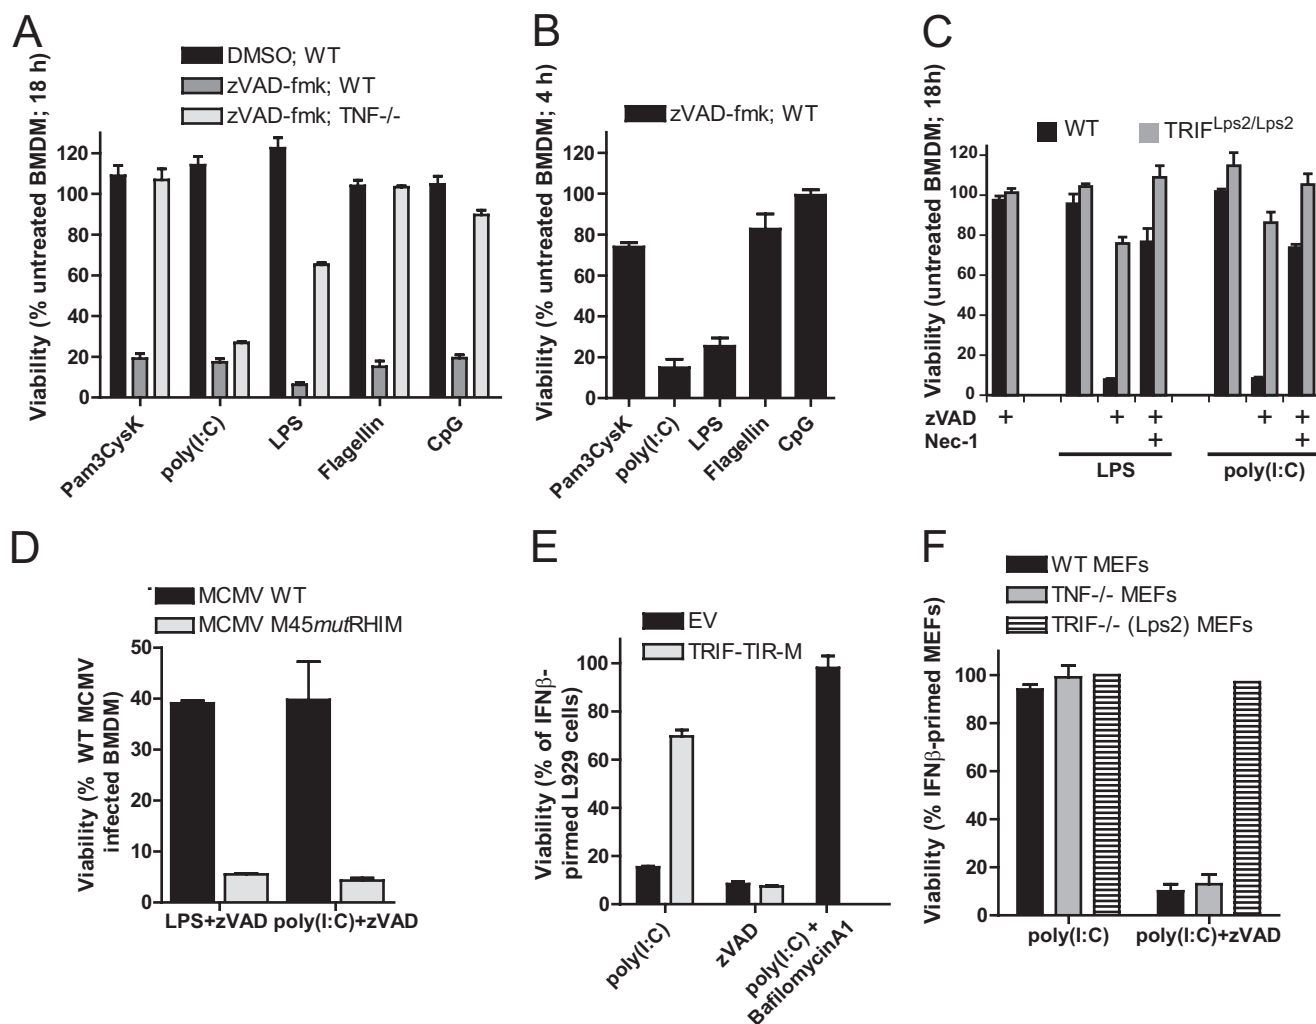 A
DMSO; WT
zVAD-fmk; WT
zVAD-fmk; TNF-/-
Viability (% untreated BMDM; 18 h)
120
100
80
60
40
20
0
Pam3CysK
poly(I:C)
LPS
Flagellin
CpG
B
zVAD-fmk; WT
Viability (% untreated BMDM; 4 h)
120
100
80
60
40
20
0
Pam3CysK
poly(I:C)
LPS
Flagellin
CpG
C
WT
TRIFLps2/Lps2
Viability (untreated BMDM; 18h)
120
100
80
60
40
20
0
zVAD + + + + +
Nec-1 + +
LPS
poly(I:C)
D
MCMV WT
MCMV M45mutRHIM
Viability (% WT MCMV
infected BMDM)
50
40
30
20
10
0
LPS+zVAD
poly(I:C)+zVAD
E
EV
TRIF-TIR-M
Viability (% of IFNβ-
pirmed L929 cells)
100
80
60
40
20
0
poly(I:C)
zVAD
poly(I:C) +
BafilomycinA1
F
WT MEFs
TNF-/- MEFs
TRIF-/- (Lps2) MEFs
Viability (% IFNβ-primed MEFs)
100
80
60
40
20
0
poly(I:C)
poly(I:C)+zVAD